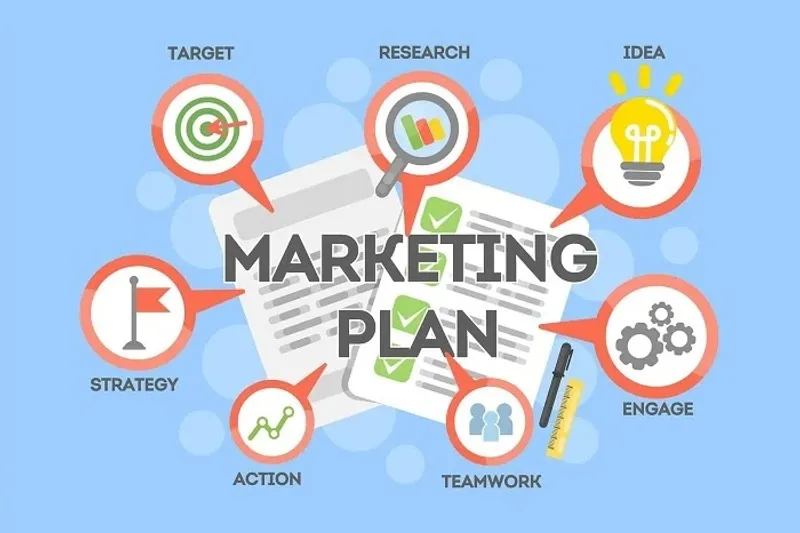 TARGET
RESEARCH
IDEA
MARKETING
PLAN
STRATEGY
ENGAGE
ACTION
TEAMWORK